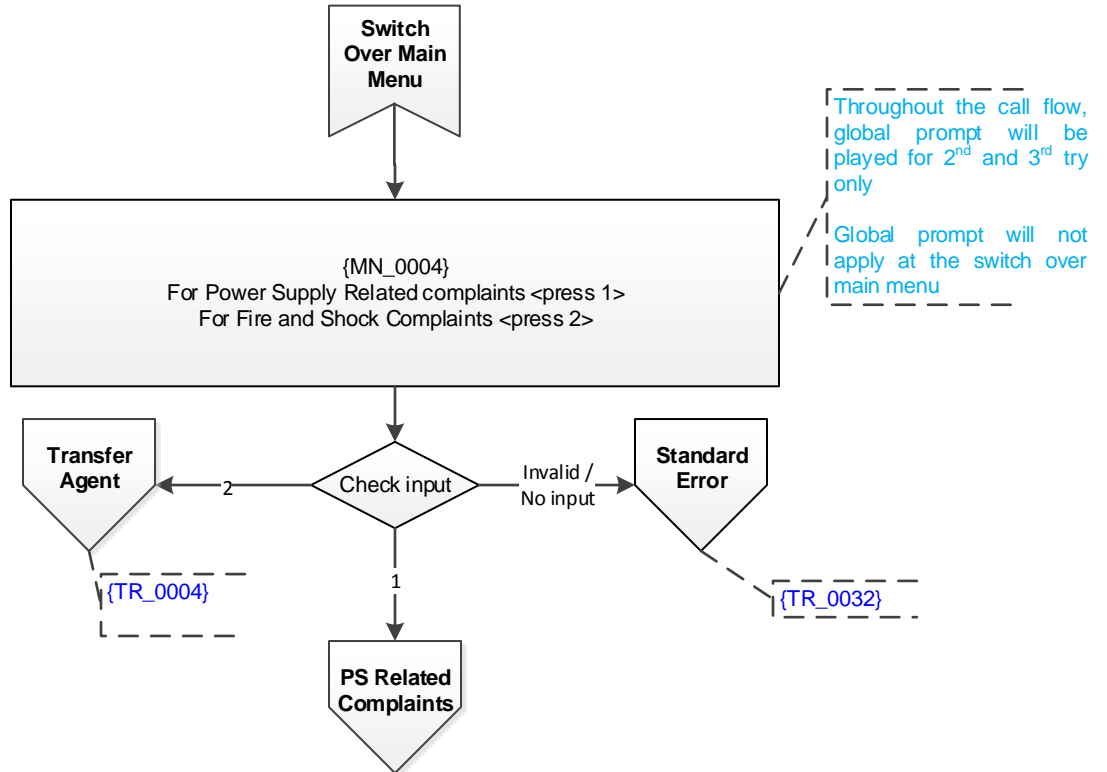 Switch
Over Main
Menu
Throughout the call flow,
global prompt will be
played for 2nd and 3rd try
only
Global prompt will not
apply at the switch over
main menu
{MN_0004}
For Power Supply Related complaints <press 1>
For Fire and Shock Complaints <press 2>
Transfer
Agent
2
Check input
Invalid /
No input
Standard
Error
{TR_0004}
1
{TR_0032}
PS Related
Complaints